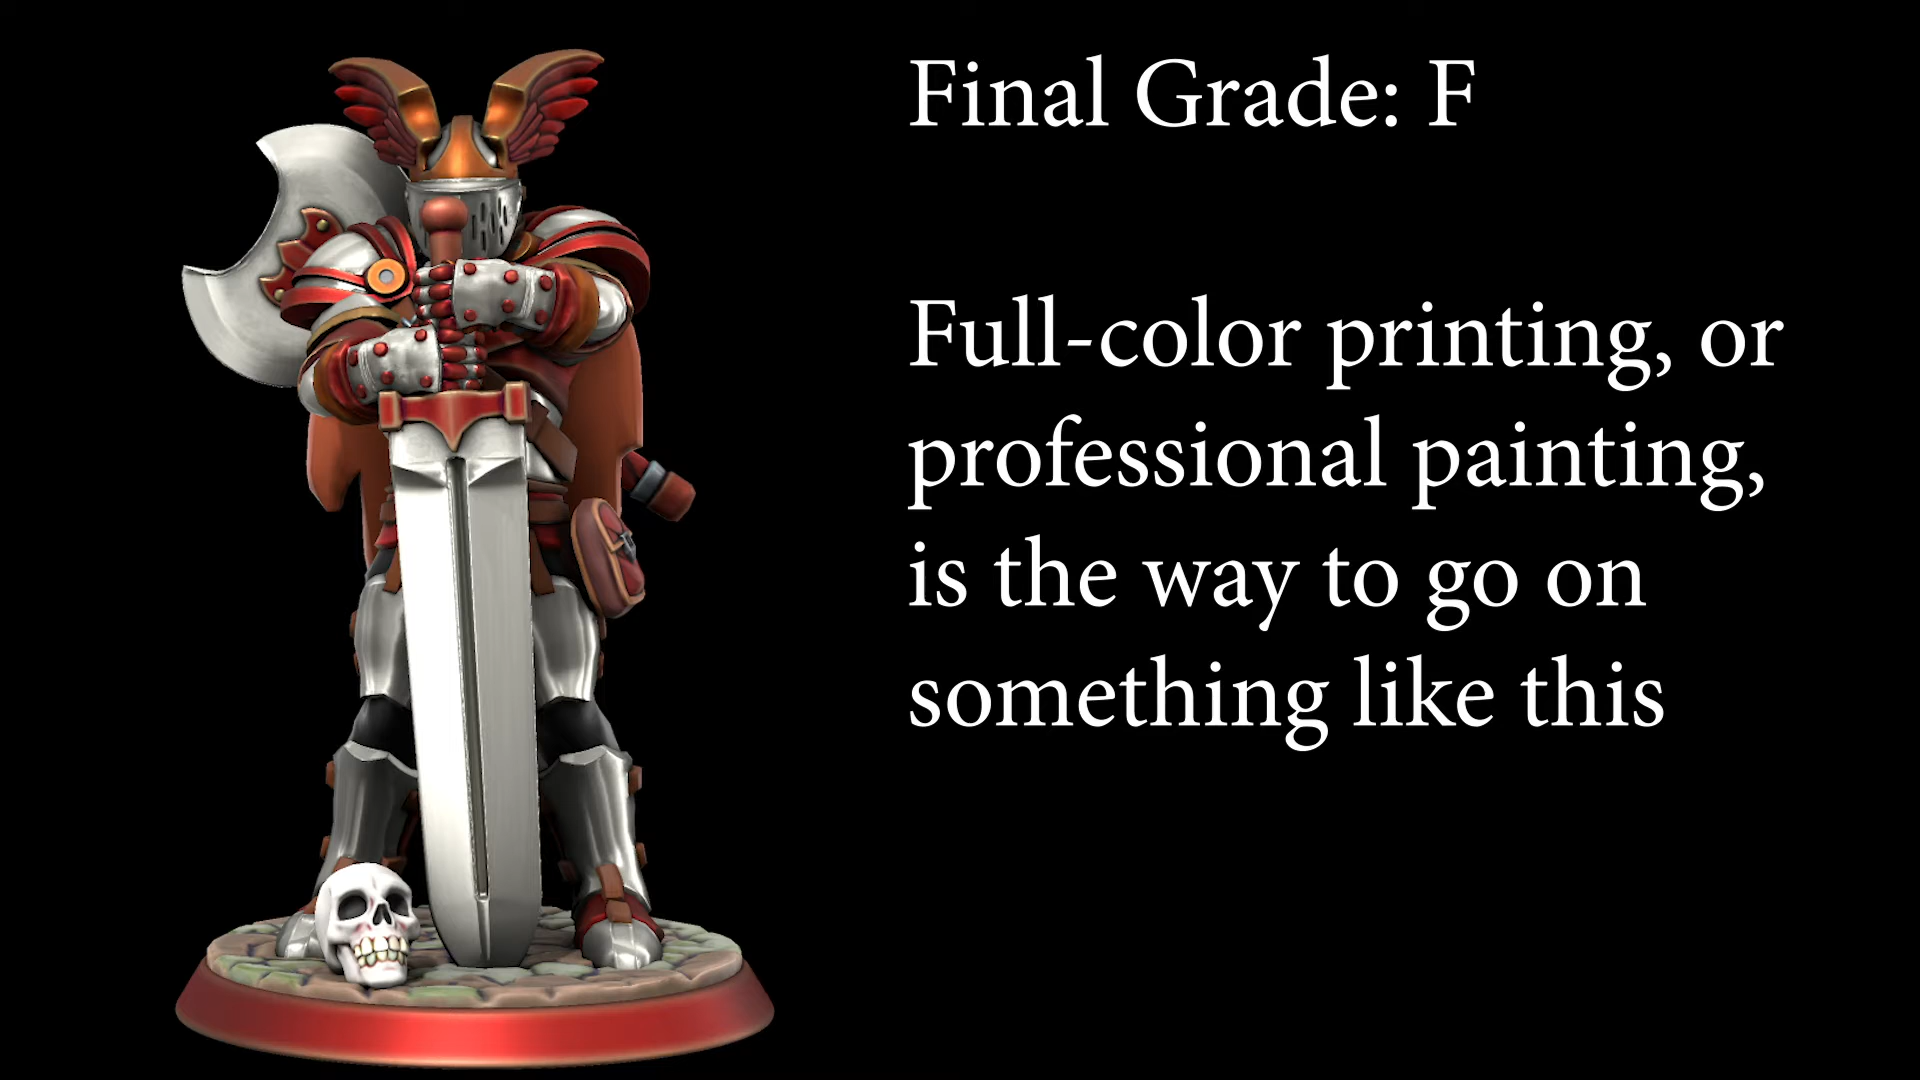 Final Grade: F
Full-color printing, or
professional painting,
is the way to go on
something like this